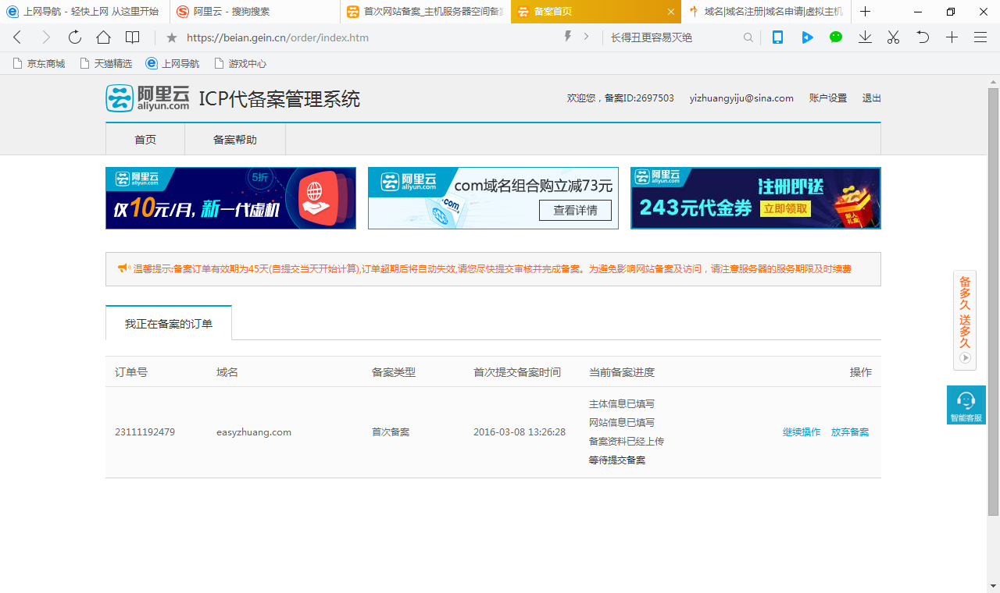 上网导航 - 轻快上网 从这里开始
阿里云 - 搜狗搜索
首次网站备案_主机服务器空间备案
备案首页
域名|域名注册|域名申请|虚拟主机
https://beian.gein.cn/order/index.htm
长得丑更容易灭绝
京东商城
天猫精选
上网导航
游戏中心
阿里云
aliyun.com
ICP代备案管理系统
欢迎您，备案ID:2697503
yizhuangyiju@sina.com
账户设置
退出
首页
备案帮助
阿里云
aliyun.com
5折
仅10元/月，新一代虚机
阿里云
aliyun.com
com域名组合购立减73元
.com
查看详情
阿里云
aliyun.com
注册即送
243元代金券
立即领取
新人
礼盒
温馨提示:备案订单有效期为45天(自提交当天开始计算),订单超期后将自动失效,请您尽快提交审核并完成备案。为避免影响网站备案及访问，请注意服务器的服务期限及时续费
备多久 送多久
智能客服
我正在备案的订单
订单号 域名 备案类型 首次提交备案时间 当前备案进度 操作
主体信息已填写
网站信息已填写
23111192479 easyzhuang.com 首次备案 2016-03-08 13:26:28 继续操作 放弃备案
备案资料已经上传
等待提交备案